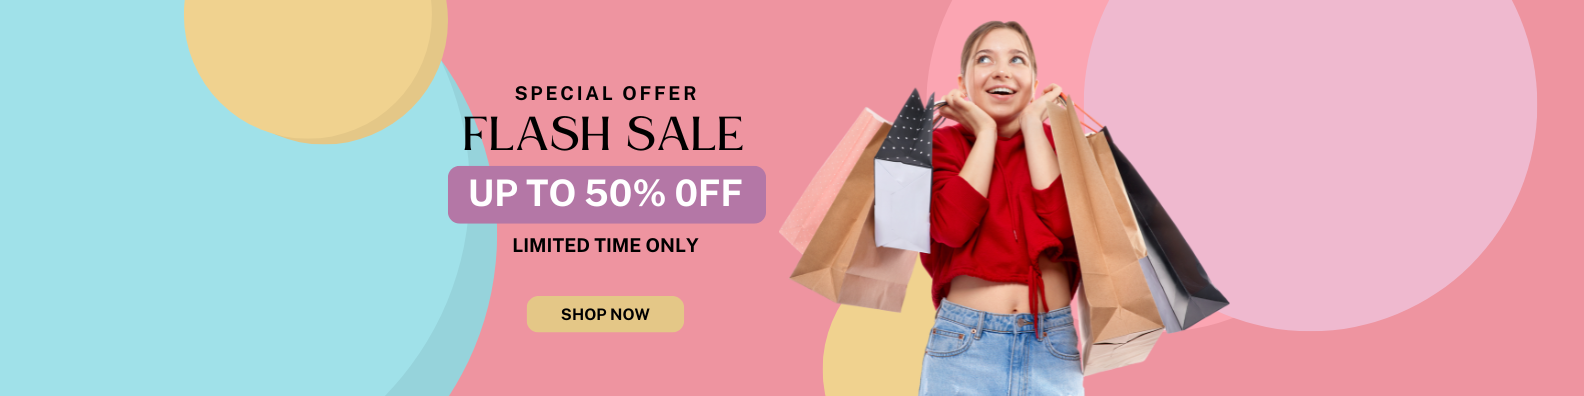 SPECIAL OFFER
FLASH SALE
UP TO 50% OFF
LIMITED TIME ONLY
SHOP NOW